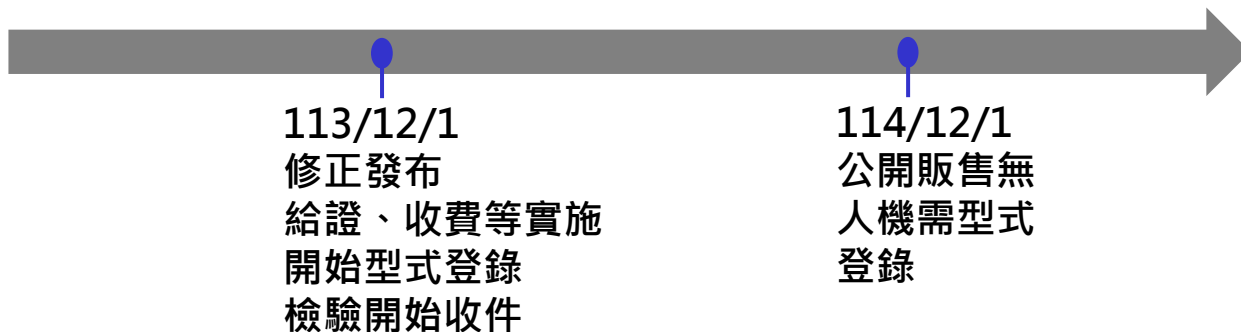 113/12/1
修正發布
給證、收費等實施
開始型式登錄
檢驗開始收件
114/12/1
公開販售無
人機需型式
登錄